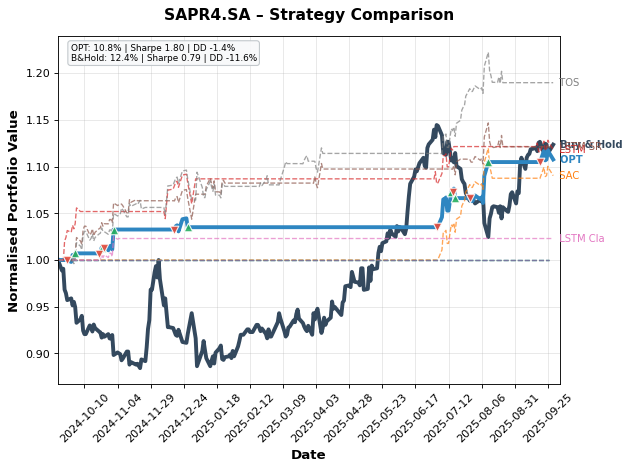 SAPR4.SA – Strategy Comparison
OPT: 10.8% | Sharpe 1.80 | DD -1.4%
B&Hold: 12.4% | Sharpe 0.79 | DD -11.6%
Normalised Portfolio Value
1.20
1.15
1.10
1.05
1.00
0.95
0.90
TOS
Buy & Hold
LSTM
OPT
SAC
LSTM Cla
2024-10-10
2024-11-04
2024-11-29
2024-12-24
2025-01-18
2025-02-12
2025-03-09
2025-04-03
2025-04-28
2025-05-23
2025-06-17
2025-07-12
2025-08-06
2025-08-31
2025-09-25
Date